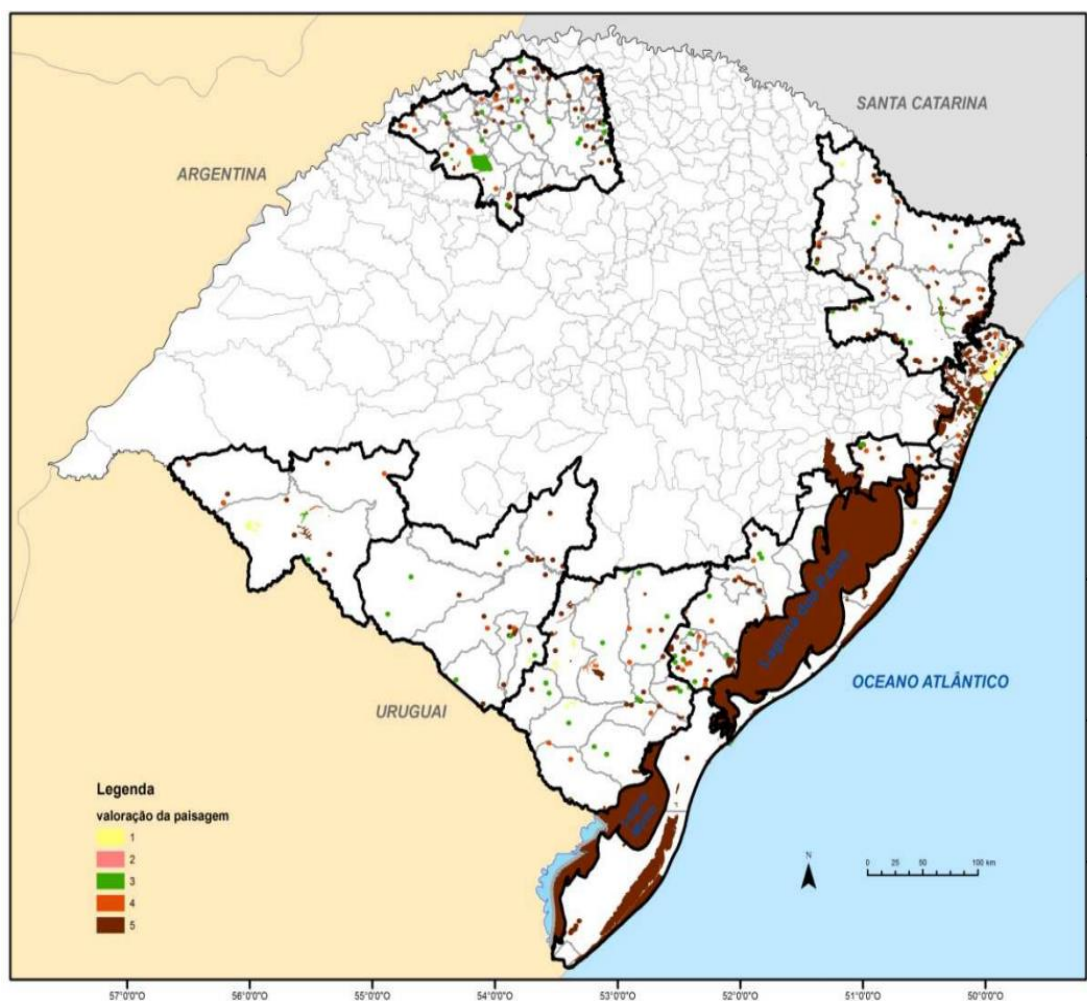 SANTA CATARINA
ARGENTINA
Laguna dos Patos
OCEANO ATLÂNTICO
URUGUAI
Legenda
valoração da paisagem
1
2
3
4
5
N
0 25 50 100 km
57°0'0"O 56°0'0"O 55°0'0"O 54°0'0"O 53°0'0"O 52°0'0"O 51°0'0"O 50°0'0"O